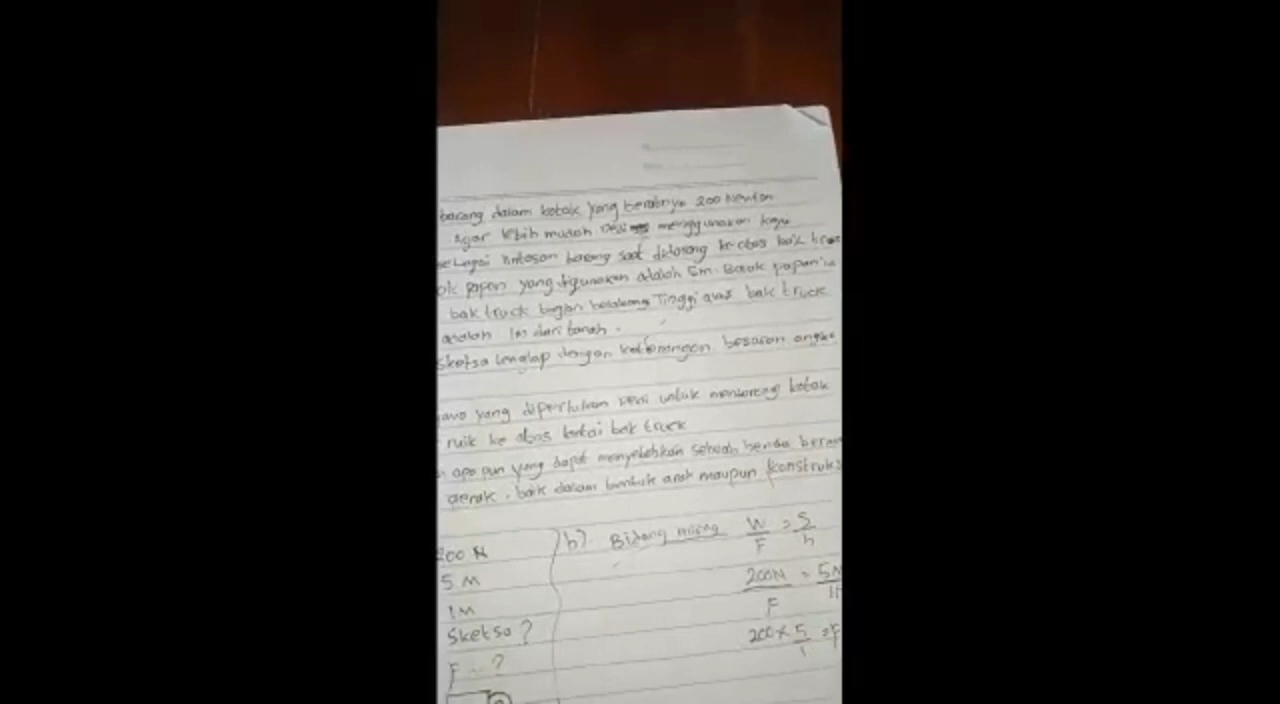 barang dalam kotak yang beratnya 200 Newton
Agar lebih mudah menggunakan kayu
sebagai lintasan barang saat didorong ke atas bak truck
papan yang digunakan adalah 5m. Balok papan
bak truck bagian belakang Tinggi alas bak truck
adalah 1m dari tanah.
Sketsa lengkap dengan keterangan besaran angka
gaya yang diperlukan untuk mendorong kotak
naik ke atas lantai bak truck
apa pun yang dapat menyebabkan sebuah benda
gerak, baik dalam bentuk arah maupun konstruksi
200 N
5 M
1M
Sketsa ?
F ... ?
b) Bidang miring W/F = S/h
200N/F = 5M/1M
200 × 5/1 = F